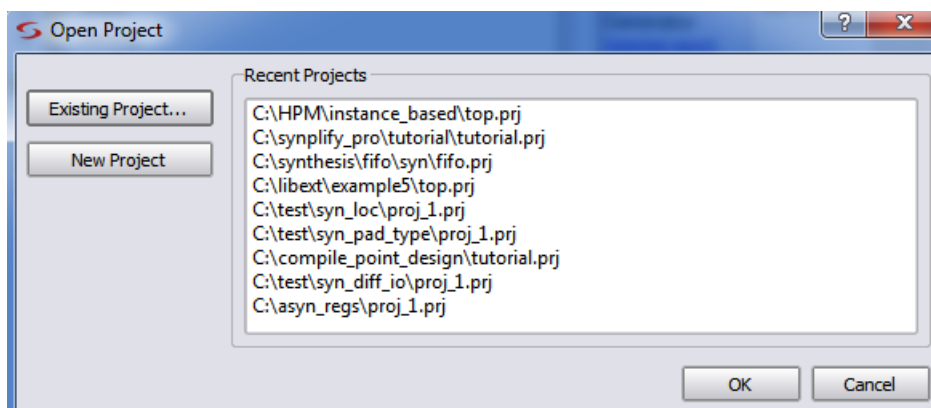 Open Project
?
X
Existing Project...
New Project
Recent Projects
C:\HPM\instance_based\top.prj
C:\synplify_pro\tutorial\tutorial.prj
C:\synthesis\fifo\syn\fifo.prj
C:\libext\example5\top.prj
C:\test\syn_loc\proj_1.prj
C:\test\syn_pad_type\proj_1.prj
C:\compile_point_design\tutorial.prj
C:\test\syn_diff_io\proj_1.prj
C:\asyn_regs\proj_1.prj
OK
Cancel